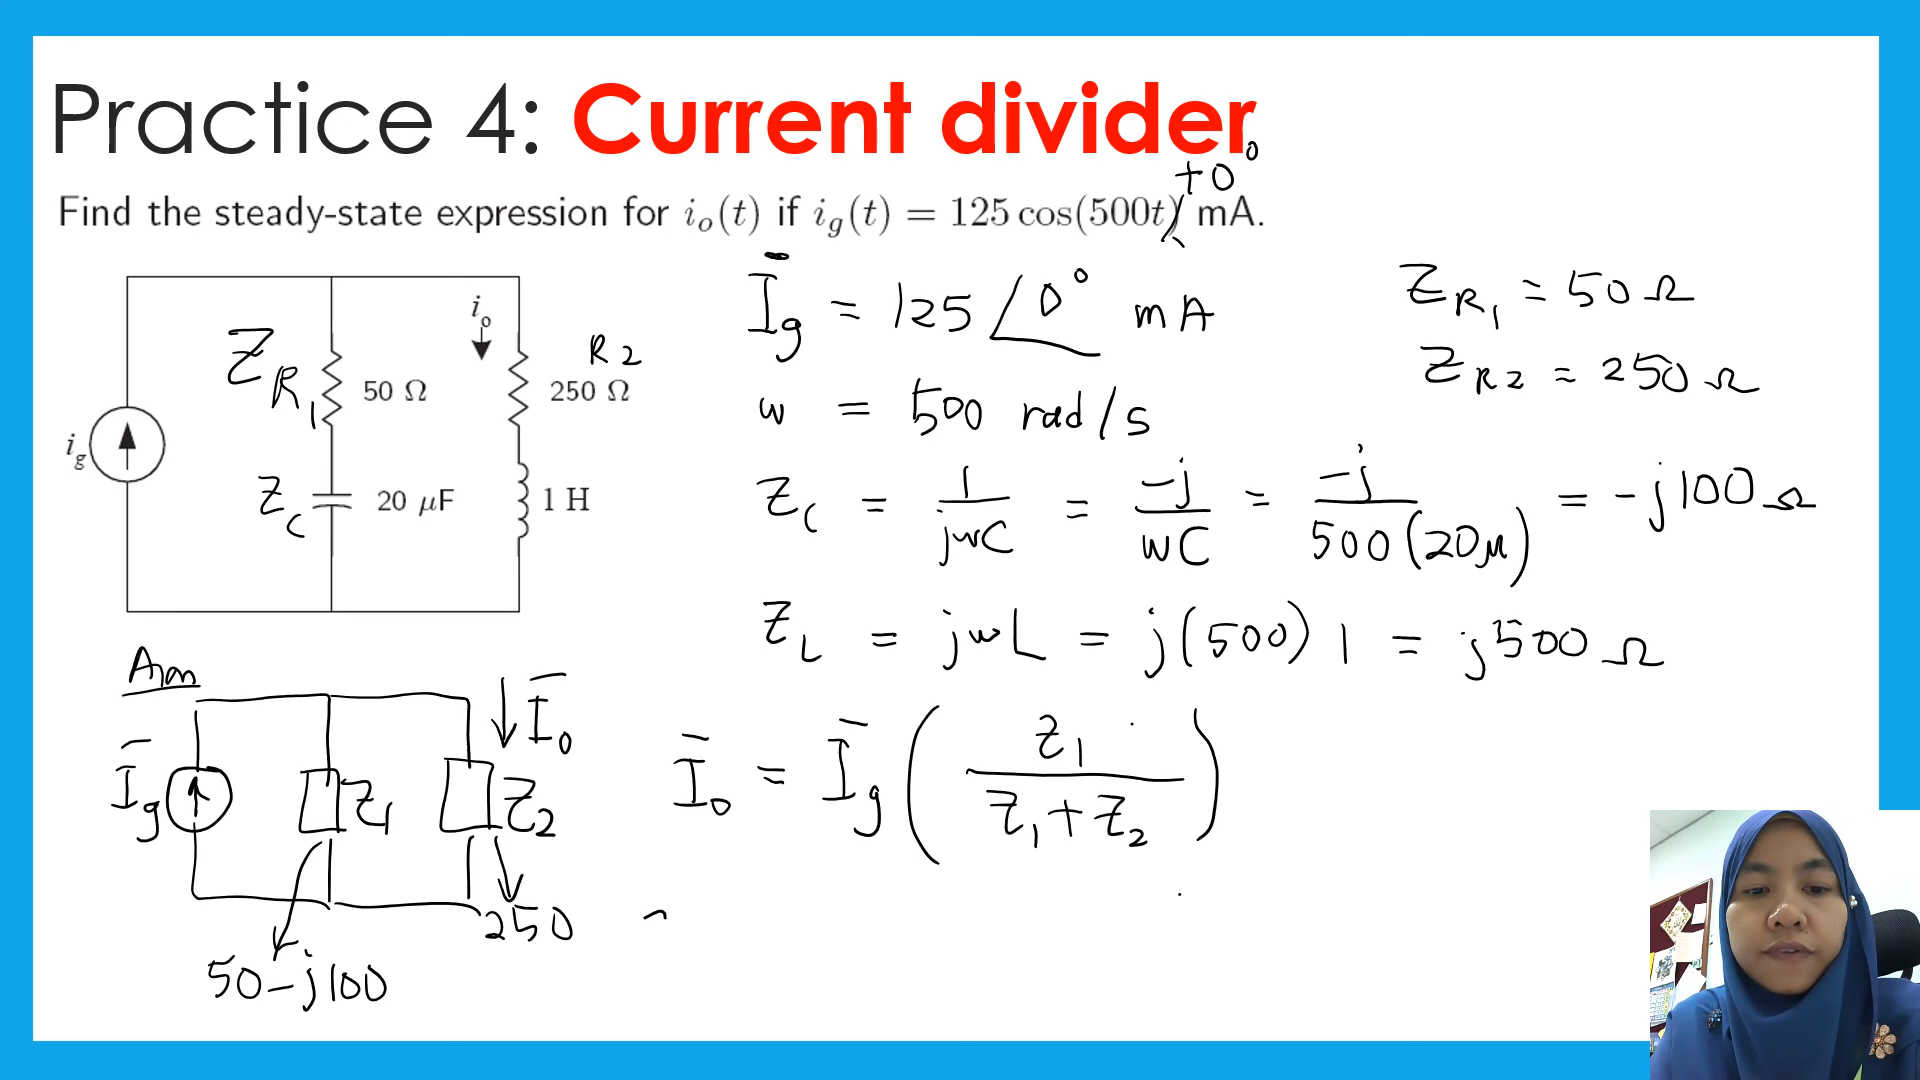 Practice 4: Current divider
+0°
Find the steady-state expression for i_o(t) if i_g(t) = 125 cos(500t) mA.
i_g
Z_R1
50 Ω
Z_C
20 μF
i_o
R2
250 Ω
1 H
Ī_g = 125 ∠0° mA
ω = 500 rad/s
Z_C = 1/jωC = -j/ωC = -j/500(20μ) = -j100 Ω
Z_L = jωL = j(500) 1 = j500 Ω
Z_R1 = 50 Ω
Z_R2 = 250 Ω
Ī_g
Z1
Z2
Ī_o
50-j100
250
Ī_o = Ī_g (Z1/Z1+Z2)